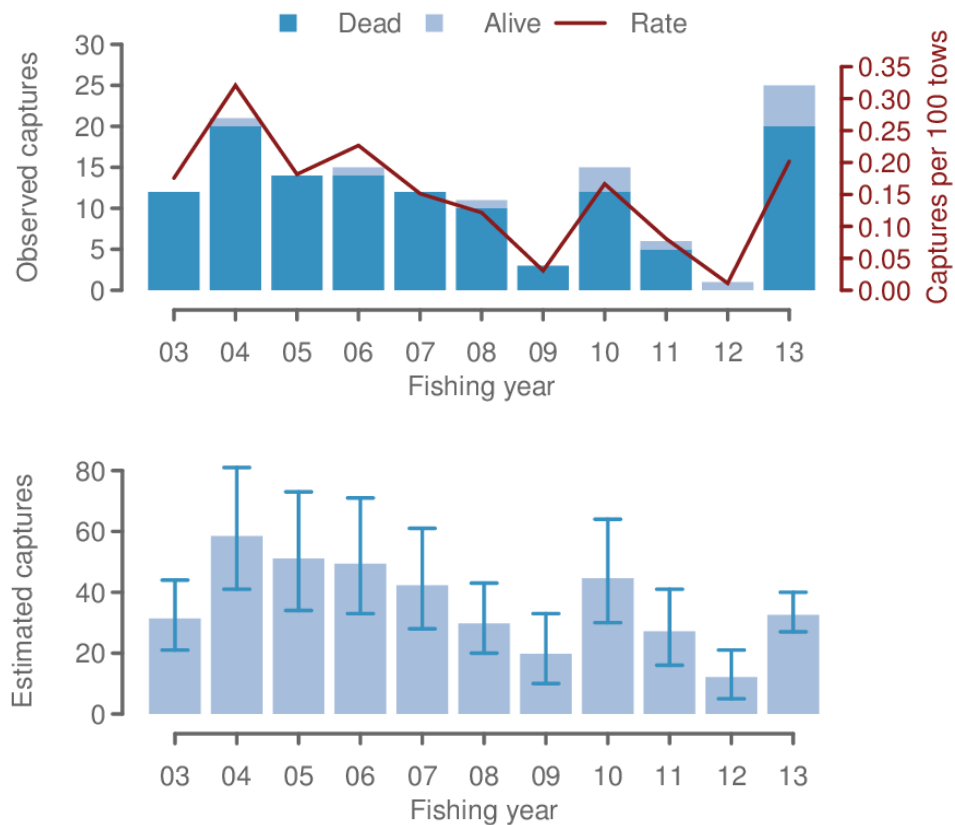 Dead Alive Rate
30
25
20
15
10
5
0
Observed captures
0.35
0.30
0.25
0.20
0.15
0.10
0.05
0.00
Captures per 100 tows
03 04 05 06 07 08 09 10 11 12 13
Fishing year
80
60
40
20
0
Estimated captures
03 04 05 06 07 08 09 10 11 12 13
Fishing year